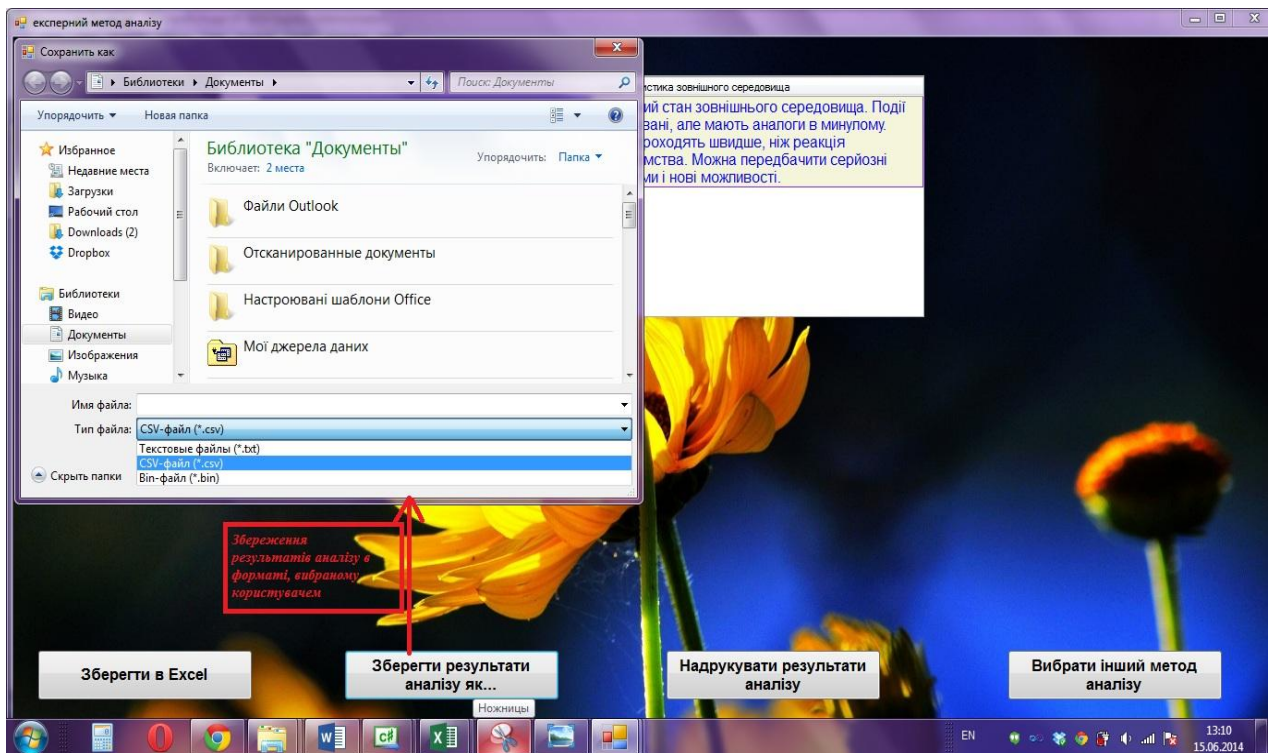 експерний метод аналізу
Сохранить как
Библиотеки
Документы
Поиск: Документы
Упорядочить
Новая папка
Избранное
Недавние места
Загрузки
Рабочий стол
Downloads (2)
Dropbox
Библиотеки
Видео
Документы
Изображения
Музыка
Библиотека "Документы"
Включает: 2 места
Упорядочить: Папка
Файли Outlook
Отсканированные документы
Настроювані шаблони Office
Мої джерела даних
Имя файла:
Тип файла: CSV-файл (*.csv)
Текстовые файлы (*.txt)
CSV-файл (*.csv)
Bin-файл (*.bin)
Скрыть папки
истика зовнішного середовища
ий стан зовнішнього середовища. Події
вані, але мають аналоги в минулому.
роходять швидше, ніж реакція
мства. Можна передбачити серйозні
ми і нові можливості.
Збереження
результатів аналізу в
форматі, вибраному
користувачем
Зберегти в Excel
Зберегти результати
аналізу як...
Надрукувати результати
аналізу
Вибрати інший метод
аналізу
Ножницы
EN
13:10
15.06.2014